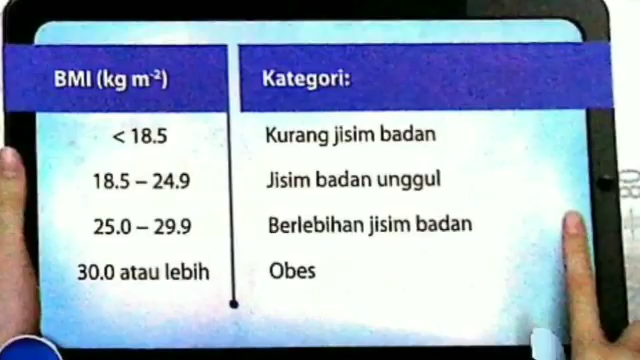 BMI (kg m⁻²) Kategori:
< 18.5 Kurang jisim badan
18.5 – 24.9 Jisim badan unggul
25.0 – 29.9 Berlebihan jisim badan
30.0 atau lebih Obes